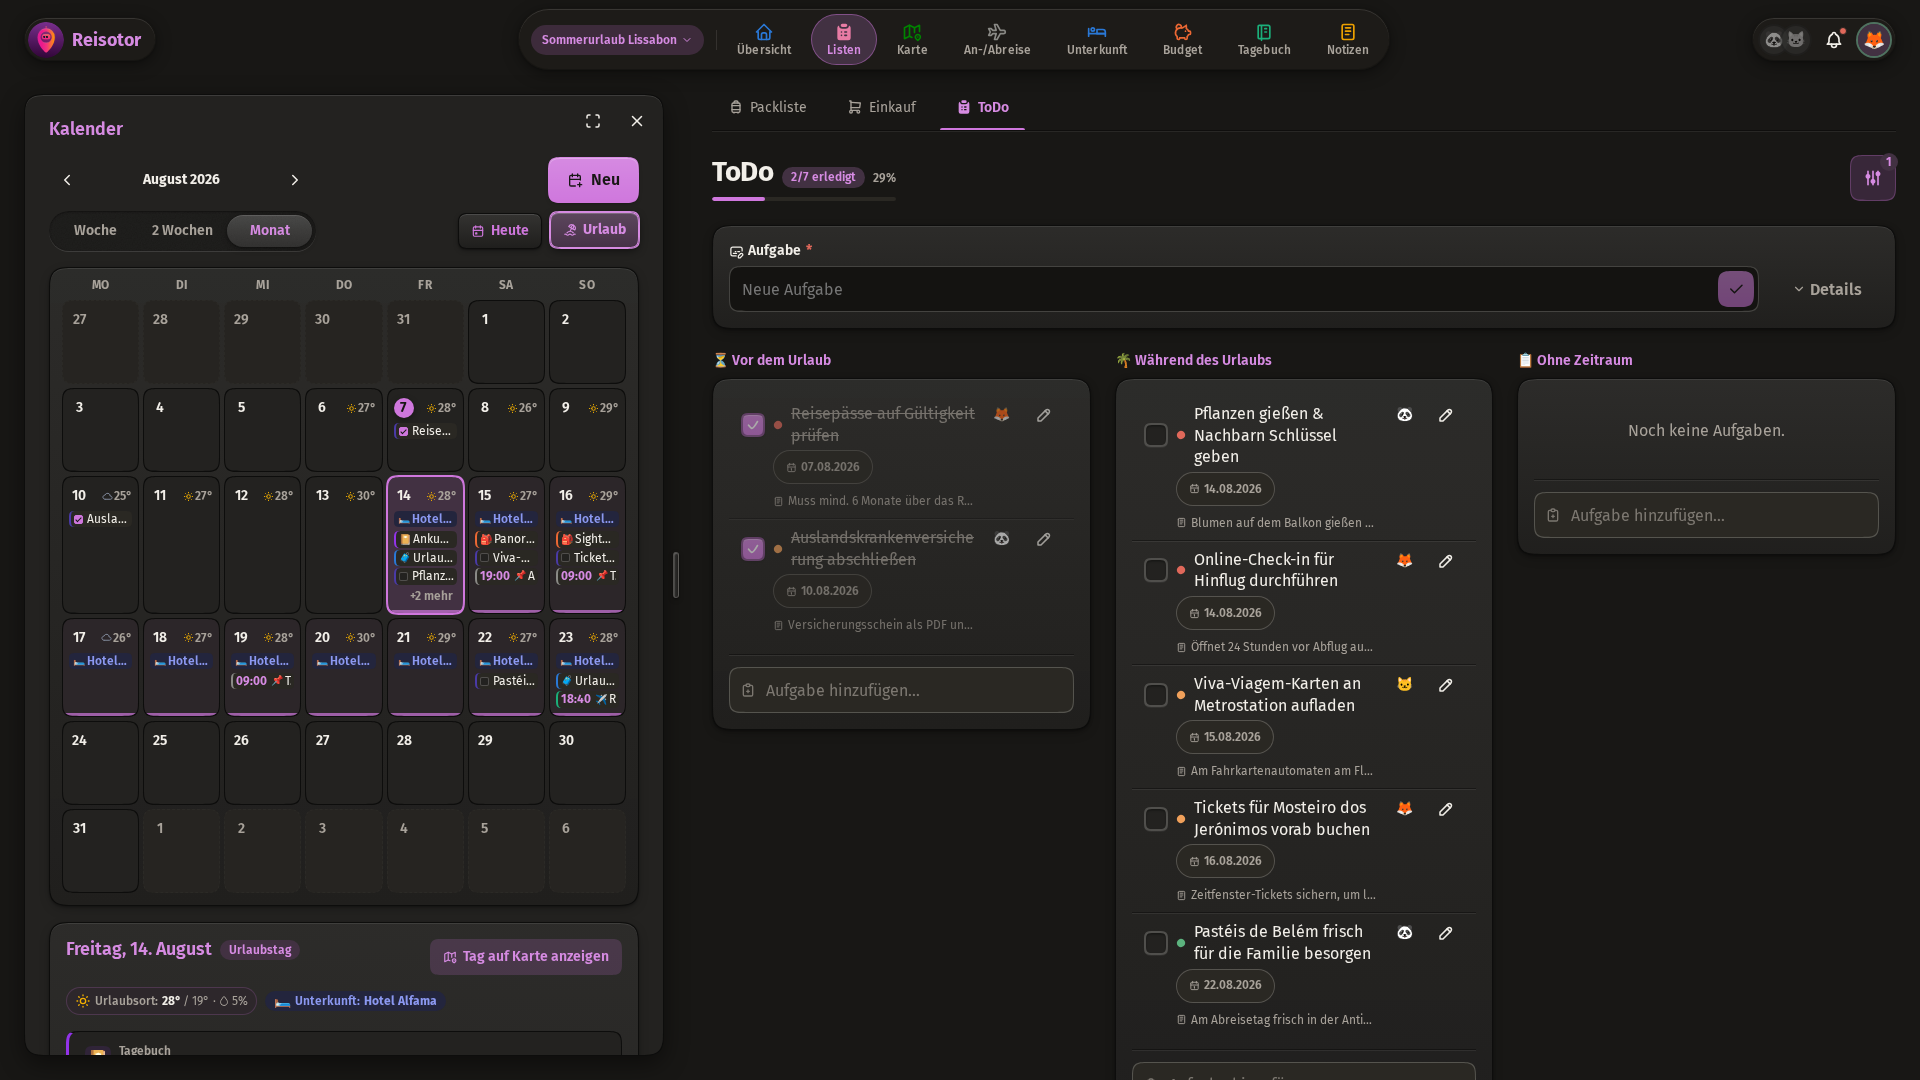 Reisotor
Sommerurlaub Lissabon
Übersicht
Listen
Karte
An-/Abreise
Unterkunft
Budget
Tagebuch
Notizen
Kalender
August 2026
Neu
Woche
2 Wochen
Monat
Heute
Urlaub
MO DI MI DO FR SA SO
27 28 29 30 31 1 2
3 4 5 6 27° 7 28° 8 26° 9 29°
Reise...
10 25° 11 27° 12 28° 13 30° 14 28° 15 27° 16 29°
Ausla... Hotel... Hotel... Hotel...
Anku... Panor... Sight...
Urlau... Viva-... Ticket...
Pflanz... 19:00 A 09:00 T
+2 mehr
17 26° 18 27° 19 28° 20 30° 21 29° 22 27° 23 28°
Hotel... Hotel... Hotel... Hotel... Hotel... Hotel... Hotel...
09:00 T Pastéi... Urlau...
18:40 R
24 25 26 27 28 29 30
31 1 2 3 4 5 6
Freitag, 14. August
Urlaubstag
Tag auf Karte anzeigen
Urlaubsort: 28° / 19° · 5%
Unterkunft: Hotel Alfama
Tagebuch
Packliste
Einkauf
ToDo
ToDo
2/7 erledigt
29%
1
Aufgabe *
Neue Aufgabe
Details
Vor dem Urlaub
Reisepässe auf Gültigkeit
prüfen
07.08.2026
Muss mind. 6 Monate über das R...
Auslandskrankenversiche
rung abschließen
10.08.2026
Versicherungsschein als PDF un...
Aufgabe hinzufügen...
Während des Urlaubs
Pflanzen gießen &
Nachbarn Schlüssel
geben
14.08.2026
Blumen auf dem Balkon gießen ...
Online-Check-in für
Hinflug durchführen
14.08.2026
Öffnet 24 Stunden vor Abflug au...
Viva-Viagem-Karten an
Metrostation aufladen
15.08.2026
Am Fahrkartenautomaten am Fl...
Tickets für Mosteiro dos
Jerónimos vorab buchen
16.08.2026
Zeitfenster-Tickets sichern, um l...
Pastéis de Belém frisch
für die Familie besorgen
22.08.2026
Am Abreisetag frisch in der Anti...
Ohne Zeitraum
Noch keine Aufgaben.
Aufgabe hinzufügen...